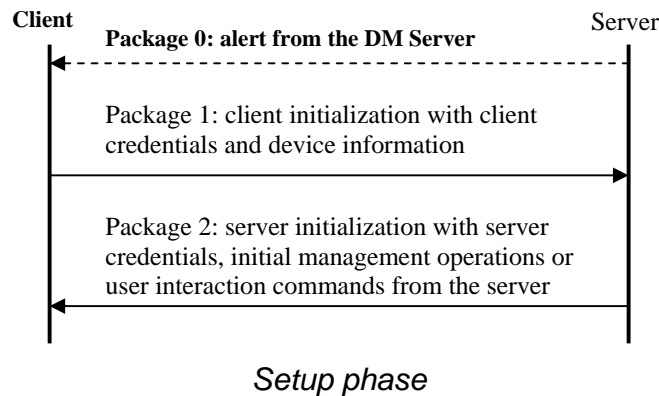 Client
Server
Package 0: alert from the DM Server
Package 1: client initialization with client
credentials and device information
Package 2: server initialization with server
credentials, initial management operations or
user interaction commands from the server
Setup phase